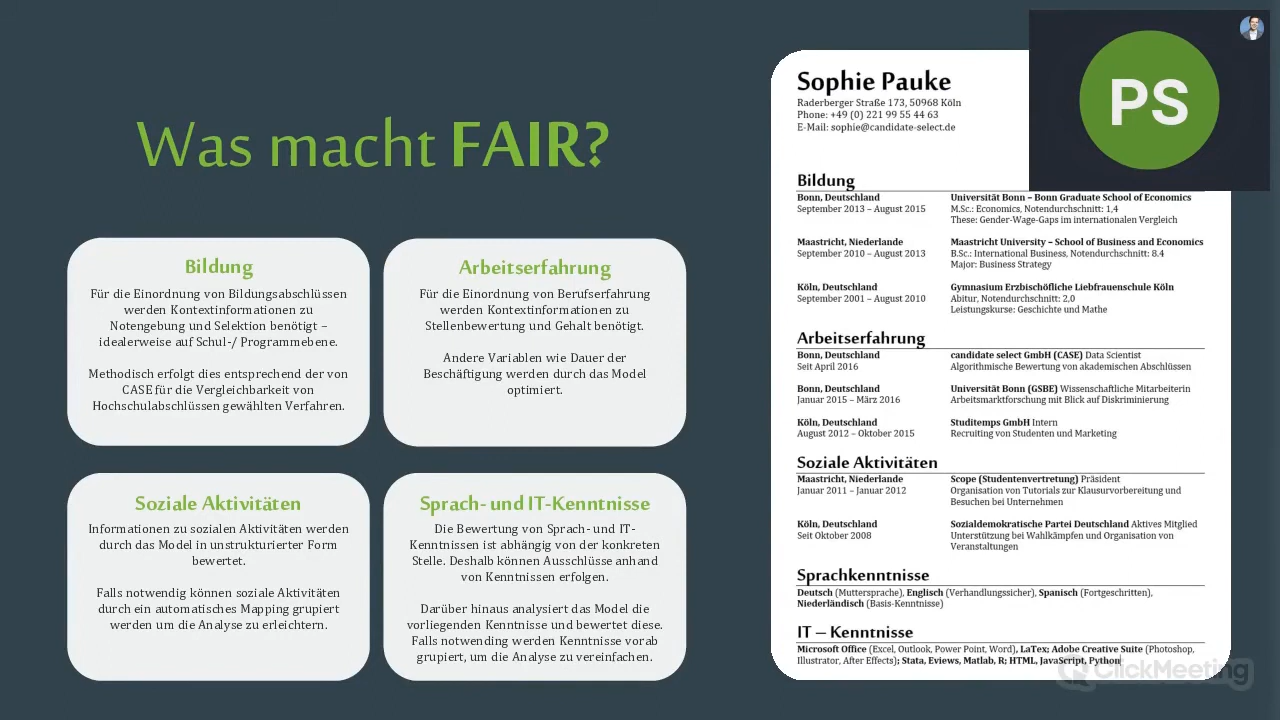 Was macht FAIR?
Bildung
Für die Einordnung von Bildungsabschlüssen
werden Kontextinformationen zu
Notengebung und Selektion benötigt –
idealerweise auf Schul-/ Programmebene.
Methodisch erfolgt dies entsprechend der von
CASE für die Vergleichbarkeit von
Hochschulabschlüssen gewählten Verfahren.
Arbeitserfahrung
Für die Einordnung von Berufserfahrung
werden Kontextinformationen zu
Stellenbewertung und Gehalt benötigt.
Andere Variablen wie Dauer der
Beschäftigung werden durch das Model
optimiert.
Soziale Aktivitäten
Informationen zu sozialen Aktivitäten werden
durch das Model in unstrukturierter Form
bewertet.
Falls notwendig können soziale Aktivitäten
durch ein automatisches Mapping grupiert
werden um die Analyse zu erleichtern.
Sprach- und IT-Kenntnisse
Die Bewertung von Sprach- und IT-
Kenntnissen ist abhängig von der konkreten
Stelle. Deshalb können Ausschlüsse anhand
von Kenntnissen erfolgen.
Darüber hinaus analysiert das Model die
vorliegenden Kenntnisse und bewertet diese.
Falls notwending werden Kenntnisse vorab
grupiert, um die Analyse zu vereinfachen.
Sophie Pauke
Raderberger Straße 173, 50968 Köln
Phone: +49 (0) 221 99 55 44 63
E-Mail: sophie@candidate-select.de
PS
Bildung
Bonn, Deutschland Universität Bonn – Bonn Graduate School of Economics
September 2013 – August 2015 M.Sc.: Economics, Notendurchschnitt: 1,4
These: Gender-Wage-Gaps im internationalen Vergleich
Maastricht, Niederlande Maastricht University – School of Business and Economics
September 2010 – August 2013 B.Sc.: International Business, Notendurchschnitt: 8.4
Major: Business Strategy
Köln, Deutschland Gymnasium Erzbischöfliche Liebfrauenschule Köln
September 2001 – August 2010 Abitur, Notendurchschnitt: 2,0
Leistungskurse: Geschichte und Mathe
Arbeitserfahrung
Bonn, Deutschland candidate select GmbH (CASE) Data Scientist
Seit April 2016 Algorithmische Bewertung von akademischen Abschlüssen
Bonn, Deutschland Universität Bonn (GSBE) Wissenschaftliche Mitarbeiterin
Januar 2015 – März 2016 Arbeitsmarktforschung mit Blick auf Diskriminierung
Köln, Deutschland Studitemps GmbH Intern
August 2012 – Oktober 2015 Recruiting von Studenten und Marketing
Soziale Aktivitäten
Maastricht, Niederlande Scope (Studentenvertretung) Präsident
Januar 2011 – Januar 2012 Organisation von Tutorials zur Klausurvorbereitung und
Besuchen bei Unternehmen
Köln, Deutschland Sozialdemokratische Partei Deutschland Aktives Mitglied
Seit Oktober 2008 Unterstützung bei Wahlkämpfen und Organisation von
Veranstaltungen
Sprachkenntnisse
Deutsch (Muttersprache), Englisch (Verhandlungssicher), Spanisch (Fortgeschritten),
Niederländisch (Basis-Kenntnisse)
IT – Kenntnisse
Microsoft Office (Excel, Outlook, Power Point, Word), LaTex; Adobe Creative Suite (Photoshop,
Illustrator, After Effects); Stata, Eviews, Matlab, R; HTML, JavaScript, Python
ClickMeeting